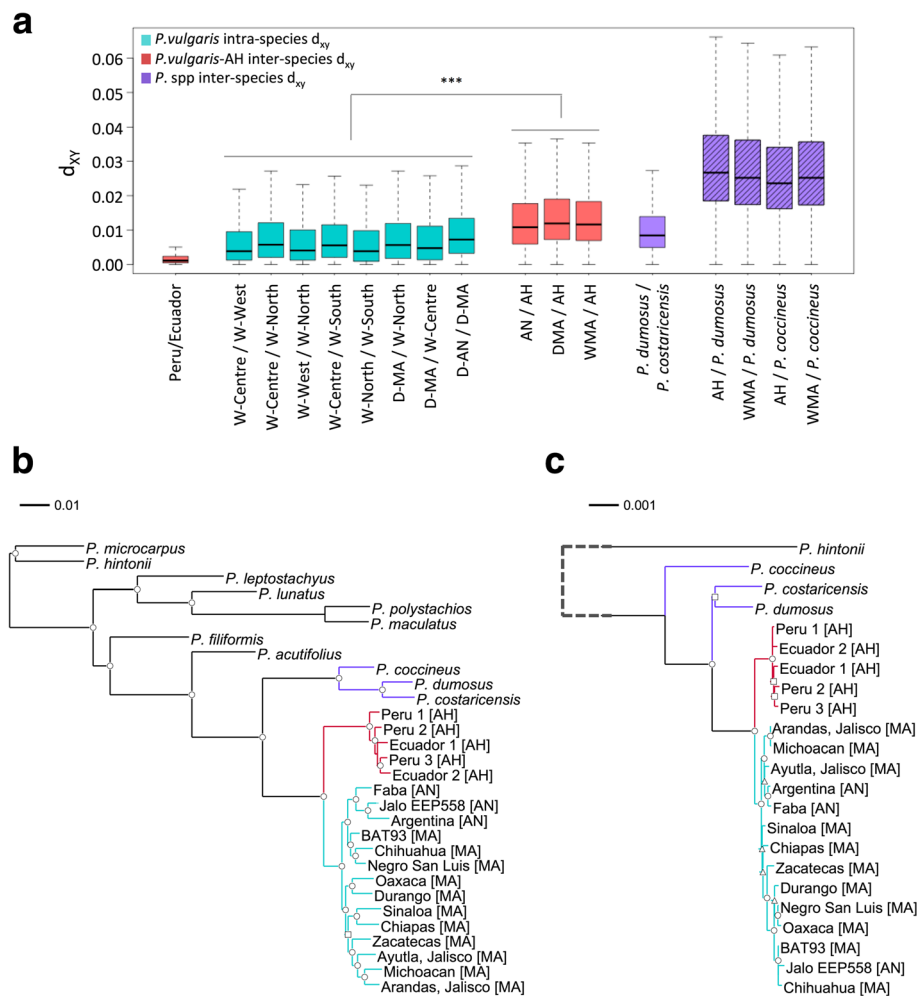 a
P.vulgaris intra-species dxy
P.vulgaris-AH inter-species dxy
P. spp inter-species dxy
***
dXY
0.06
0.05
0.04
0.03
0.02
0.01
0.00
Peru/Ecuador
W-Centre / W-West
W-Centre / W-North
W-West / W-North
W-Centre / W-South
W-North / W-South
D-MA / W-North
D-MA / W-Centre
D-AN / D-MA
AN / AH
DMA / AH
WMA / AH
P. dumosus /
P. costaricensis
AH / P. dumosus
WMA / P. dumosus
AH / P. coccineus
WMA / P. coccineus
b
0.01
P. microcarpus
P. hintonii
P. leptostachyus
P. lunatus
P. polystachios
P. maculatus
P. filiformis
P. acutifolius
P. coccineus
P. dumosus
P. costaricensis
Peru 1 [AH]
Peru 2 [AH]
Ecuador 1 [AH]
Peru 3 [AH]
Ecuador 2 [AH]
Faba [AN]
Jalo EEP558 [AN]
Argentina [AN]
BAT93 [MA]
Chihuahua [MA]
Negro San Luis [MA]
Oaxaca [MA]
Durango [MA]
Sinaloa [MA]
Chiapas [MA]
Zacatecas [MA]
Ayutla, Jalisco [MA]
Michoacan [MA]
Arandas, Jalisco [MA]
c
0.001
P. hintonii
P. coccineus
P. costaricensis
P. dumosus
Peru 1 [AH]
Ecuador 2 [AH]
Ecuador 1 [AH]
Peru 2 [AH]
Peru 3 [AH]
Arandas, Jalisco [MA]
Michoacan [MA]
Ayutla, Jalisco [MA]
Argentina [AN]
Faba [AN]
Sinaloa [MA]
Chiapas [MA]
Zacatecas [MA]
Durango [MA]
Negro San Luis [MA]
Oaxaca [MA]
BAT93 [MA]
Jalo EEP558 [AN]
Chihuahua [MA]